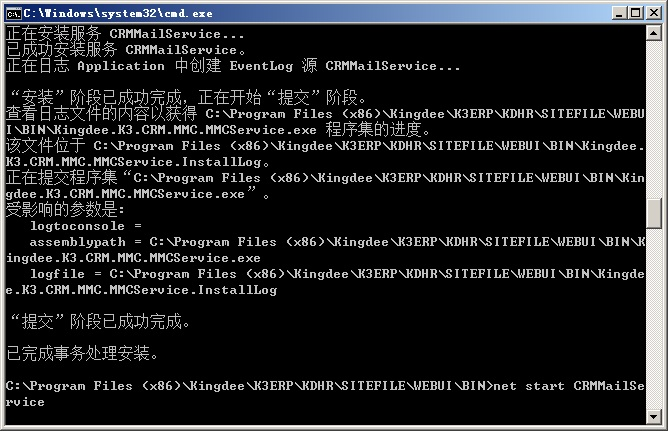 C:\Windows\system32\cmd.exe
正在安装服务 CRMMailService...
已成功安装服务 CRMMailService。
正在日志 Application 中创建 EventLog 源 CRMMailService...
“安装”阶段已成功完成，正在开始“提交”阶段。
查看日志文件的内容以获得 C:\Program Files (x86)\Kingdee\K3ERP\KDHR\SITEFILE\WEBU
I\BIN\Kingdee.K3.CRM.MMC.MMCService.exe 程序集的进度。
该文件位于 C:\Program Files (x86)\Kingdee\K3ERP\KDHR\SITEFILE\WEBUI\BIN\Kingdee.
K3.CRM.MMC.MMCService.InstallLog。
正在提交程序集“C:\Program Files (x86)\Kingdee\K3ERP\KDHR\SITEFILE\WEBUI\BIN\Kin
gdee.K3.CRM.MMC.MMCService.exe”。
受影响的参数是:
logtoconsole =
assemblypath = C:\Program Files (x86)\Kingdee\K3ERP\KDHR\SITEFILE\WEBUI\BIN\K
ingdee.K3.CRM.MMC.MMCService.exe
logfile = C:\Program Files (x86)\Kingdee\K3ERP\KDHR\SITEFILE\WEBUI\BIN\Kingde
e.K3.CRM.MMC.MMCService.InstallLog
“提交”阶段已成功完成。
已完成事务处理安装。
C:\Program Files (x86)\Kingdee\K3ERP\KDHR\SITEFILE\WEBUI\BIN>net start CRMMailSe
rvice